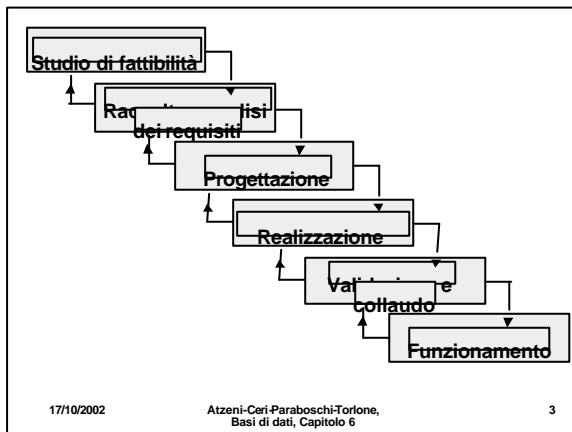 Studio di fattibilità
dei requisiti
Progettazione
Realizzazione
e
collaudo
Funzionamento
17/10/2002
Atzeni-Ceri-Paraboschi-Torlone,
Basi di dati, Capitolo 6
3